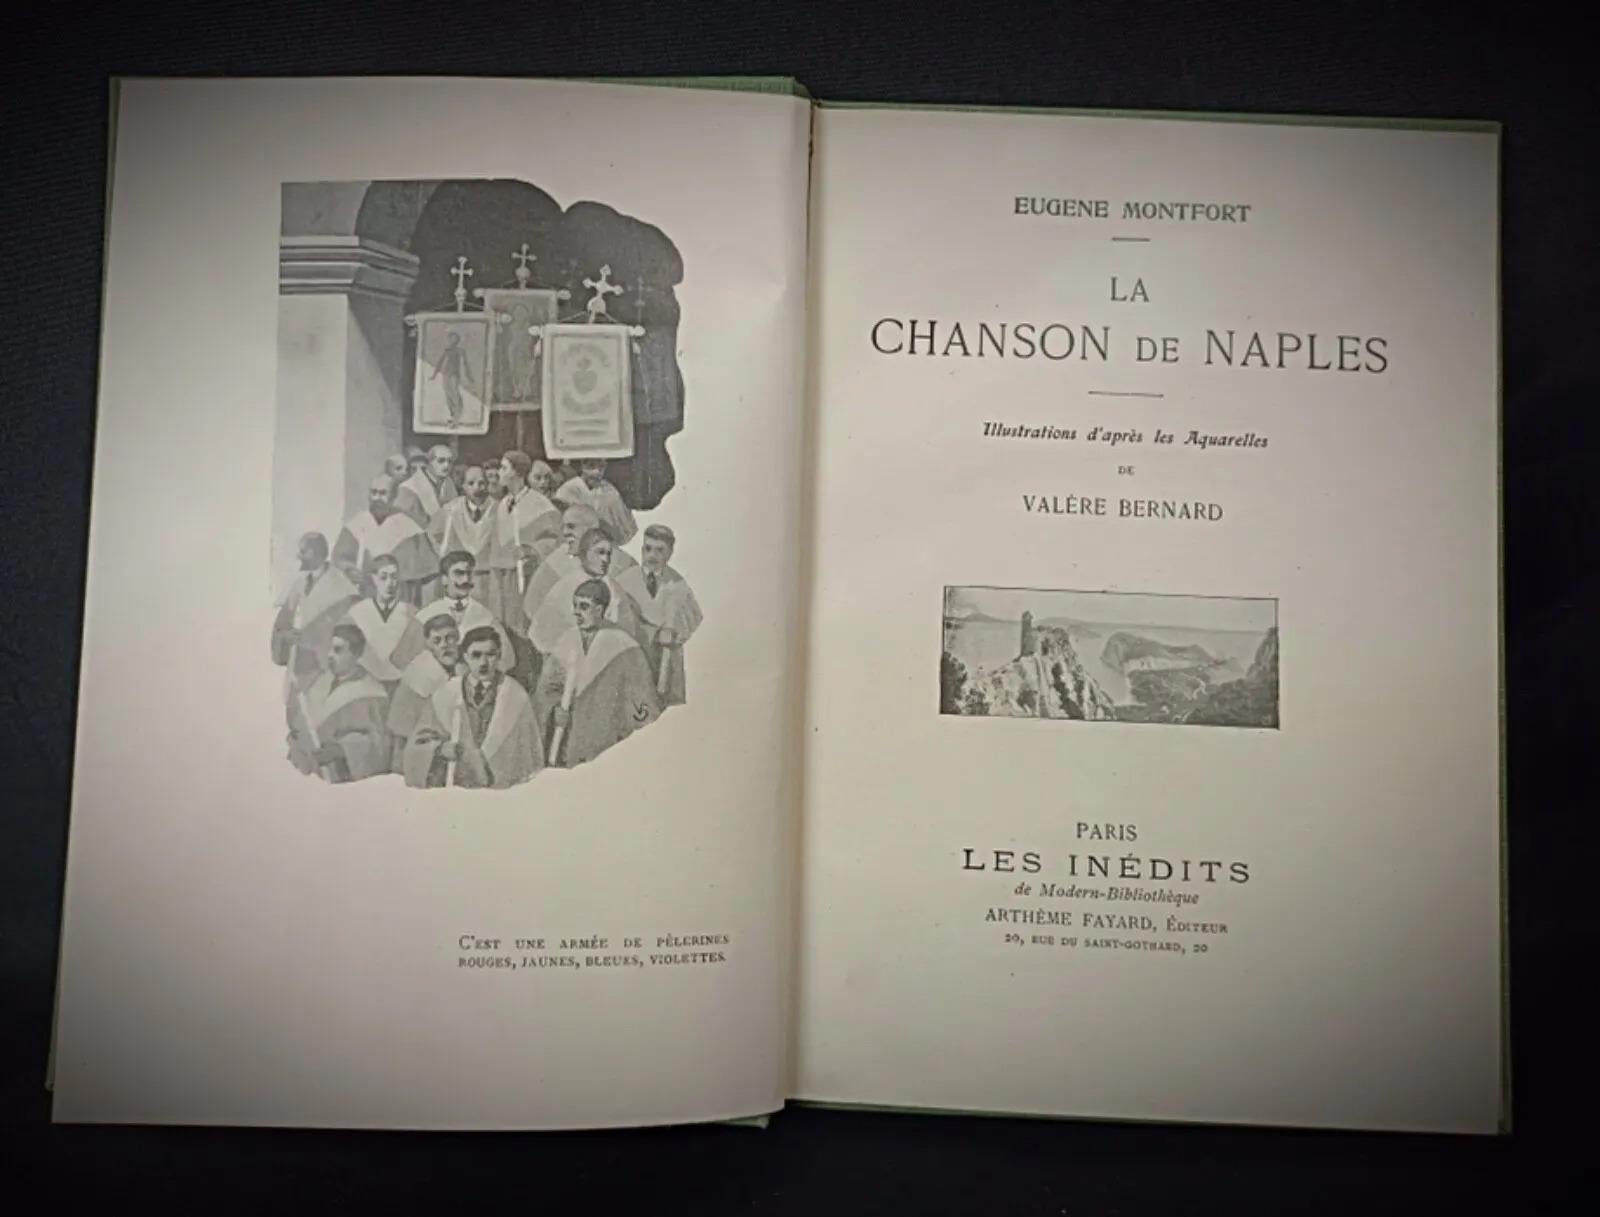 C'EST UNE ARMÉE DE PÈLERINES
ROUGES, JAUNES, BLEUES, VIOLETTES.
EUGENE MONTFORT
LA
CHANSON DE NAPLES
Illustrations d'après les Aquarelles
DE
VALÈRE BERNARD
PARIS
LES INÉDITS
de Modern-Bibliothèque
ARTHÈME FAYARD, ÉDITEUR
20, RUE DU SAINT-GOTHARD, 20